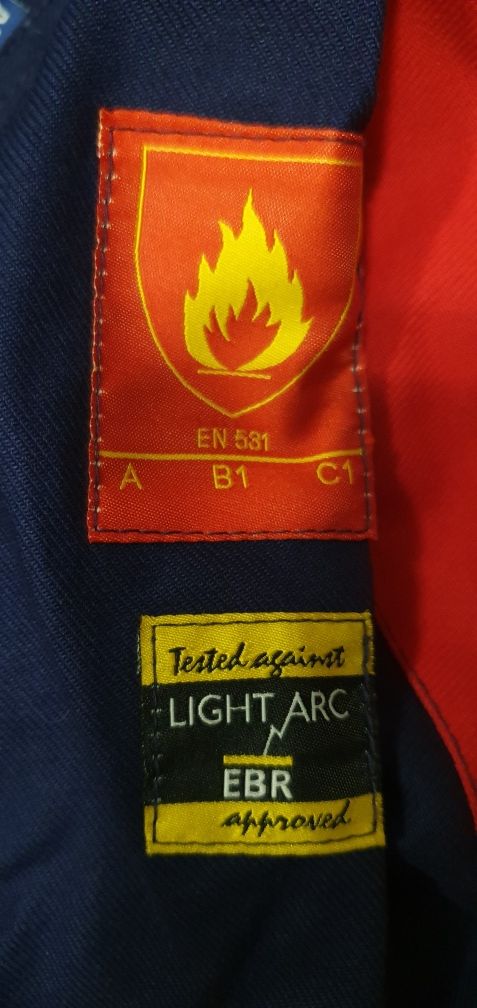 EN 531
A B1 C1
Tested against
LIGHT ARC
EBR
approved